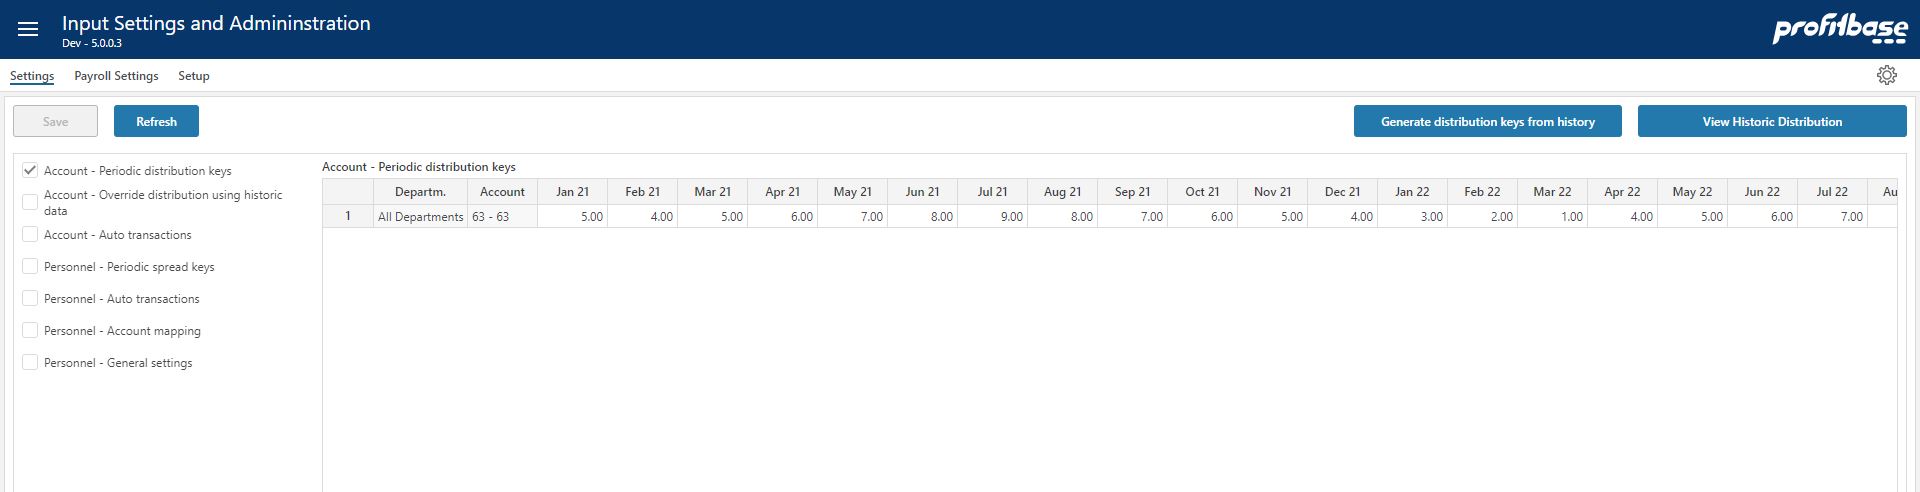 Input Settings and Admininstration
Dev - 5.0.0.3
profitbase
Settings Payroll Settings Setup
Save Refresh Generate distribution keys from history View Historic Distribution
Account - Periodic distribution keys
Account - Override distribution using historic
data
Account - Auto transactions
Personnel - Periodic spread keys
Personnel - Auto transactions
Personnel - Account mapping
Personnel - General settings
Account - Periodic distribution keys
Departm. Account Jan 21 Feb 21 Mar 21 Apr 21 May 21 Jun 21 Jul 21 Aug 21 Sep 21 Oct 21 Nov 21 Dec 21 Jan 22 Feb 22 Mar 22 Apr 22 May 22 Jun 22 Jul 22 Au
1 All Departments 63 - 63 5.00 4.00 5.00 6.00 7.00 8.00 9.00 8.00 7.00 6.00 5.00 4.00 3.00 2.00 1.00 4.00 5.00 6.00 7.00